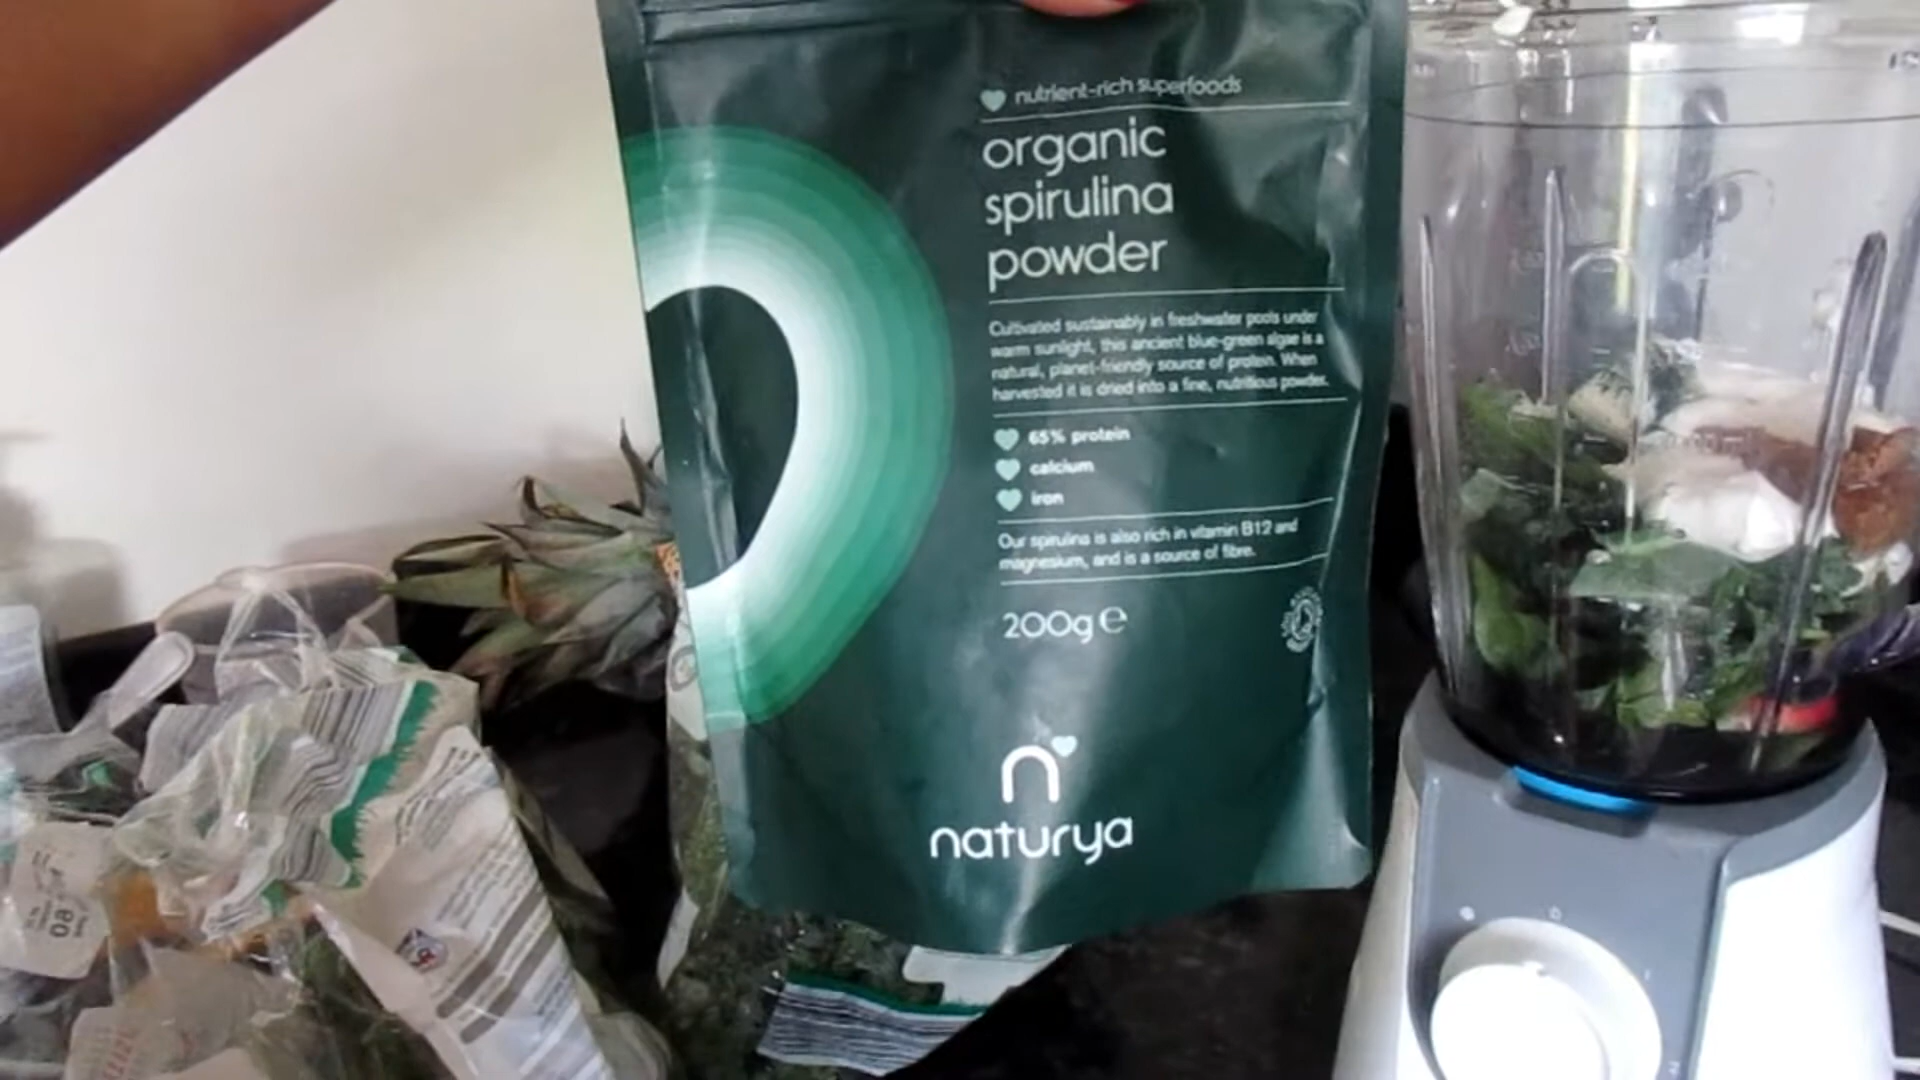 nutrient-rich superfoods
organic
spirulina
powder
Cultivated sustainably in freshwater pools under
warm sunlight, this ancient blue-green algae is a
natural, planet-friendly source of protein. When
harvested it is dried into a fine, nutritious powder.
65% protein
calcium
iron
Our spirulina is also rich in vitamin B12 and
magnesium, and is a source of fibre.
200g e
n
naturya
80